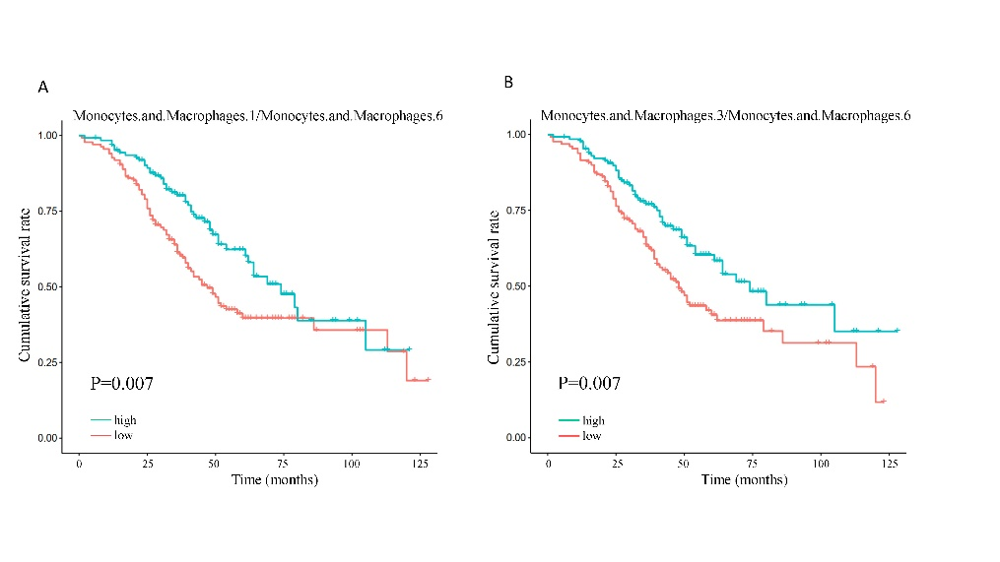 A
Monocytes.and.Macrophages.1/Monocytes.and.Macrophages.6
Cumulative survival rate
1.00
0.75
0.50
0.25
0.00
P=0.007
high
low
0 25 50 75 100 125
Time (months)
B
Monocytes.and.Macrophages.3/Monocytes.and.Macrophages.6
Cumulative survival rate
1.00
0.75
0.50
0.25
0.00
P=0.007
high
low
0 25 50 75 100 125
Time (months)